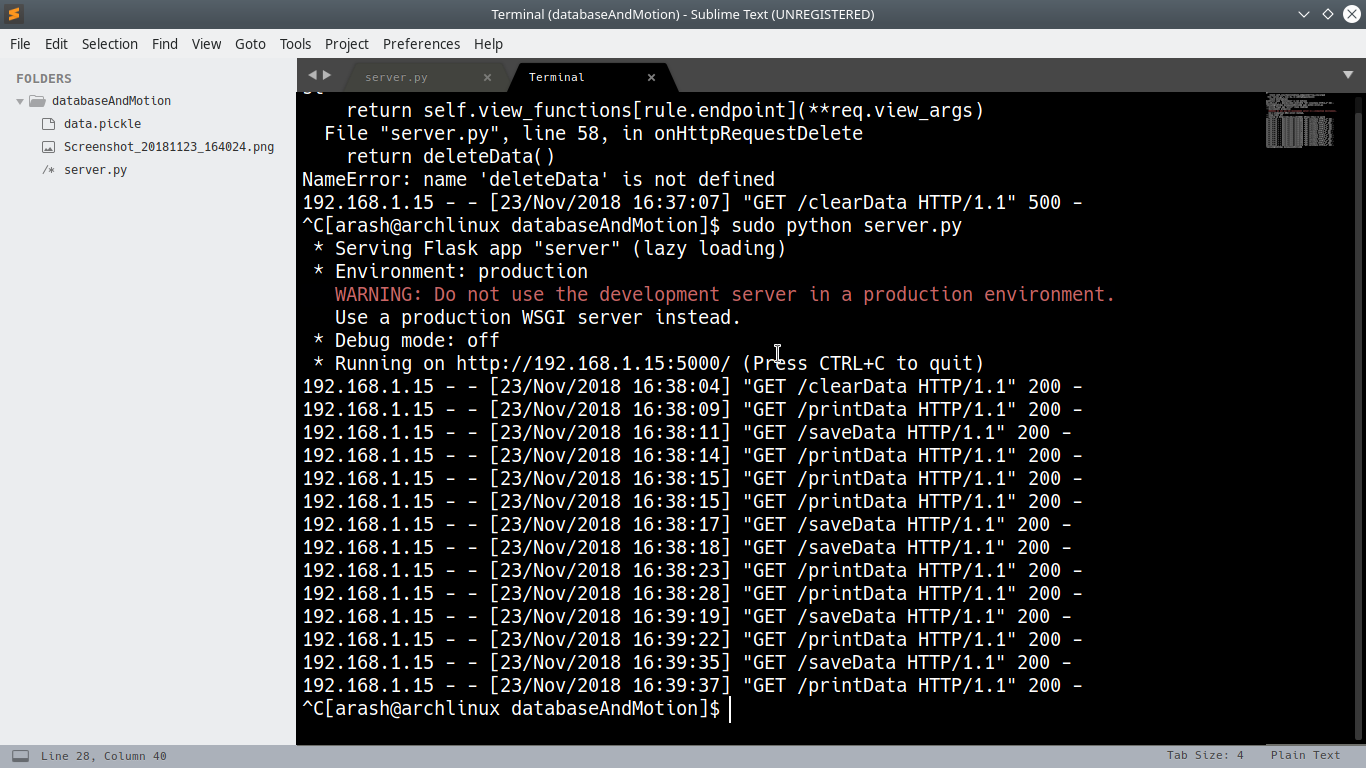 Terminal (databaseAndMotion) - Sublime Text (UNREGISTERED)
File Edit Selection Find View Goto Tools Project Preferences Help
FOLDERS
databaseAndMotion
data.pickle
Screenshot_20181123_164024.png
/* server.py
server.py × Terminal ×
return self.view_functions[rule.endpoint](**req.view_args)
File "server.py", line 58, in onHttpRequestDelete
return deleteData()
NameError: name 'deleteData' is not defined
192.168.1.15 - - [23/Nov/2018 16:37:07] "GET /clearData HTTP/1.1" 500 -
^C[arash@archlinux databaseAndMotion]$ sudo python server.py
* Serving Flask app "server" (lazy loading)
* Environment: production
WARNING: Do not use the development server in a production environment.
Use a production WSGI server instead.
* Debug mode: off
* Running on http://192.168.1.15:5000/ (Press CTRL+C to quit)
192.168.1.15 - - [23/Nov/2018 16:38:04] "GET /clearData HTTP/1.1" 200 -
192.168.1.15 - - [23/Nov/2018 16:38:09] "GET /printData HTTP/1.1" 200 -
192.168.1.15 - - [23/Nov/2018 16:38:11] "GET /saveData HTTP/1.1" 200 -
192.168.1.15 - - [23/Nov/2018 16:38:14] "GET /printData HTTP/1.1" 200 -
192.168.1.15 - - [23/Nov/2018 16:38:15] "GET /printData HTTP/1.1" 200 -
192.168.1.15 - - [23/Nov/2018 16:38:15] "GET /printData HTTP/1.1" 200 -
192.168.1.15 - - [23/Nov/2018 16:38:17] "GET /saveData HTTP/1.1" 200 -
192.168.1.15 - - [23/Nov/2018 16:38:18] "GET /saveData HTTP/1.1" 200 -
192.168.1.15 - - [23/Nov/2018 16:38:23] "GET /printData HTTP/1.1" 200 -
192.168.1.15 - - [23/Nov/2018 16:38:28] "GET /printData HTTP/1.1" 200 -
192.168.1.15 - - [23/Nov/2018 16:39:19] "GET /saveData HTTP/1.1" 200 -
192.168.1.15 - - [23/Nov/2018 16:39:22] "GET /printData HTTP/1.1" 200 -
192.168.1.15 - - [23/Nov/2018 16:39:35] "GET /saveData HTTP/1.1" 200 -
192.168.1.15 - - [23/Nov/2018 16:39:37] "GET /printData HTTP/1.1" 200 -
^C[arash@archlinux databaseAndMotion]$
Line 28, Column 40 Tab Size: 4 Plain Text